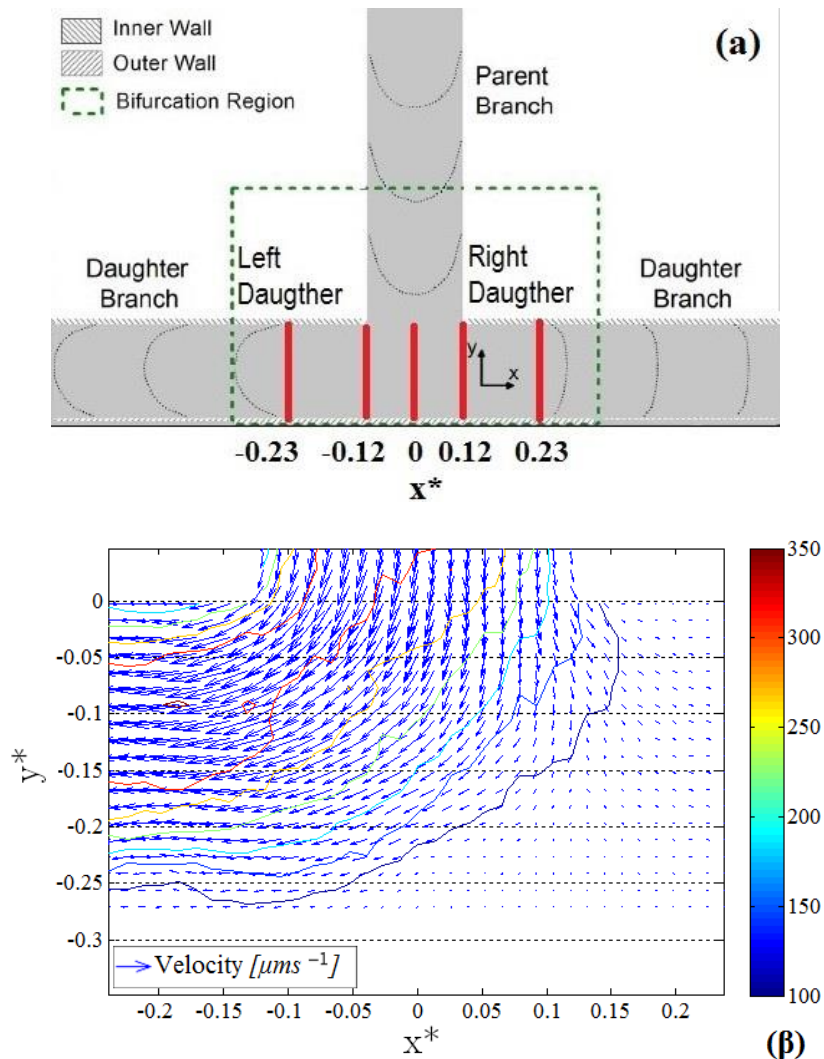 Inner Wall
Outer Wall
Bifurcation Region
(a)
Parent
Branch
Daughter
Branch
Left
Daugther
Right
Daugther
Daughter
Branch
y
x
-0.23 -0.12 0 0.12 0.23
x*
0
-0.05
-0.1
-0.15
-0.2
-0.25
-0.3
y*
Velocity [μms ⁻¹]
-0.2 -0.15 -0.1 -0.05 0 0.05 0.1 0.15 0.2
x*
350
300
250
200
150
100
(β)